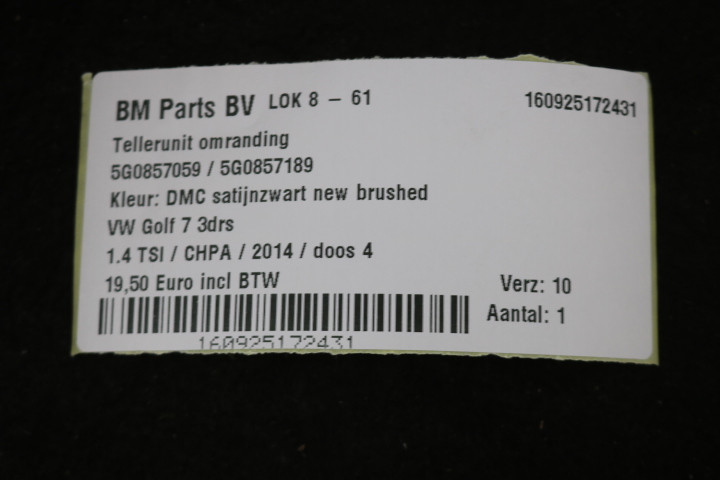 BM Parts BV LOK 8 - 61 160925172431
Tellerunit omranding
5G0857059 / 5G0857189
Kleur: DMC satijnzwart new brushed
VW Golf 7 3drs
1.4 TSI / CHPA / 2014 / doos 4
19,50 Euro incl BTW Verz: 10
Aantal: 1
160925172431